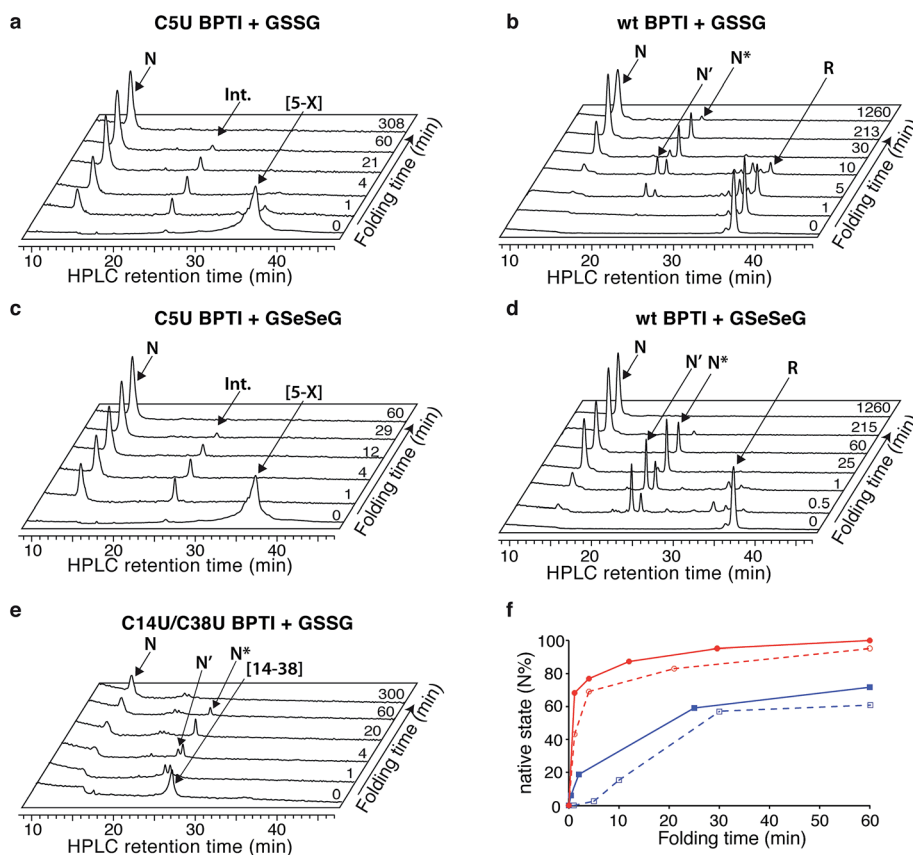 a
C5U BPTI + GSSG
N
Int.
[5-X]
308
60
21
4
1
0
Folding time (min)
10 20 30 40
HPLC retention time (min)
b
wt BPTI + GSSG
N
N′
N*
R
1260
213
30
10
5
1
0
Folding time (min)
10 20 30 40
HPLC retention time (min)
c
C5U BPTI + GSeSeG
N
Int.
[5-X]
60
29
12
4
1
0
Folding time (min)
10 20 30 40
HPLC retention time (min)
d
wt BPTI + GSeSeG
N
N′
N*
R
1260
215
60
25
1
0.5
0
Folding time (min)
10 20 30 40
HPLC retention time (min)
e
C14U/C38U BPTI + GSSG
N
N′
N*
[14-38]
300
60
20
4
1
0
Folding time (min)
10 20 30 40
HPLC retention time (min)
f
native state (N%)
100
80
60
40
20
0
0 10 20 30 40 50 60
Folding time (min)